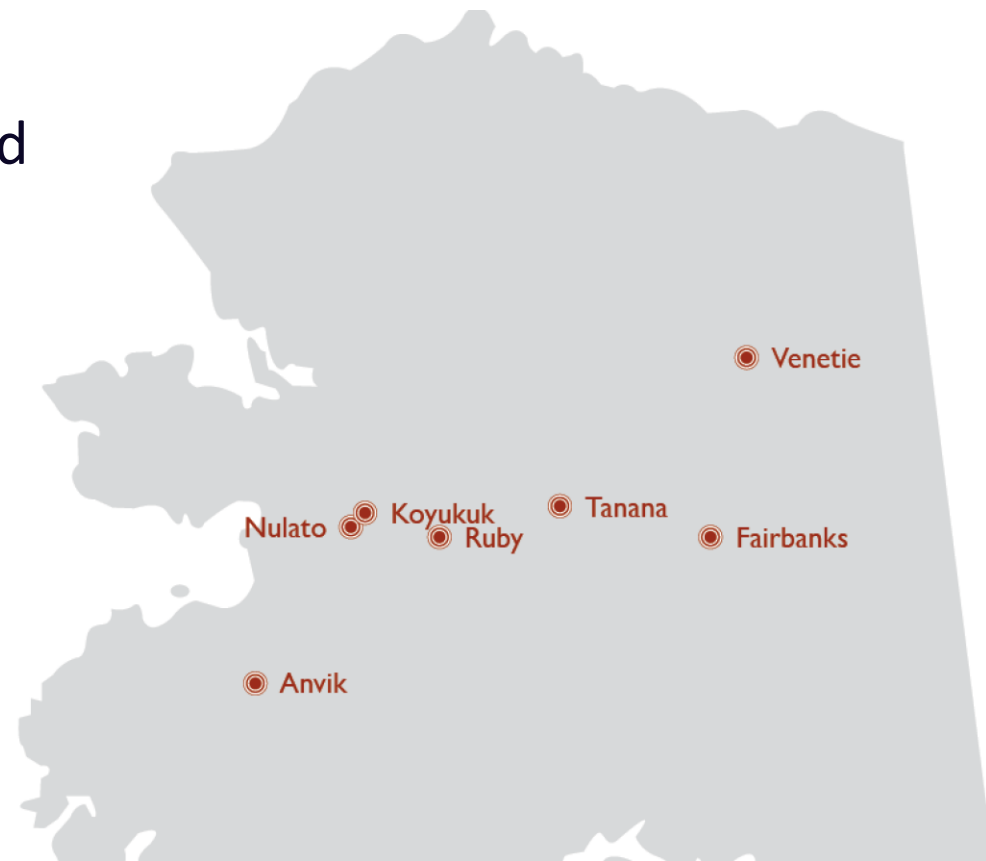 d
Venetie
Koyukuk
Tanana
Nulato
Ruby
Fairbanks
Anvik